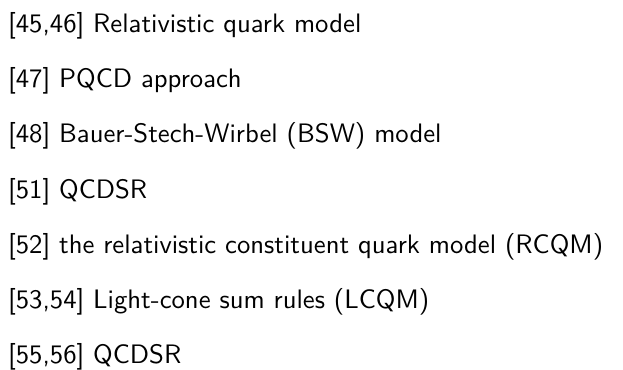 [45,46] Relativistic quark model
[47] PQCD approach
[48] Bauer-Stech-Wirbel (BSW) model
[51] QCDSR
[52] the relativistic constituent quark model (RCQM)
[53,54] Light-cone sum rules (LCQM)
[55,56] QCDSR